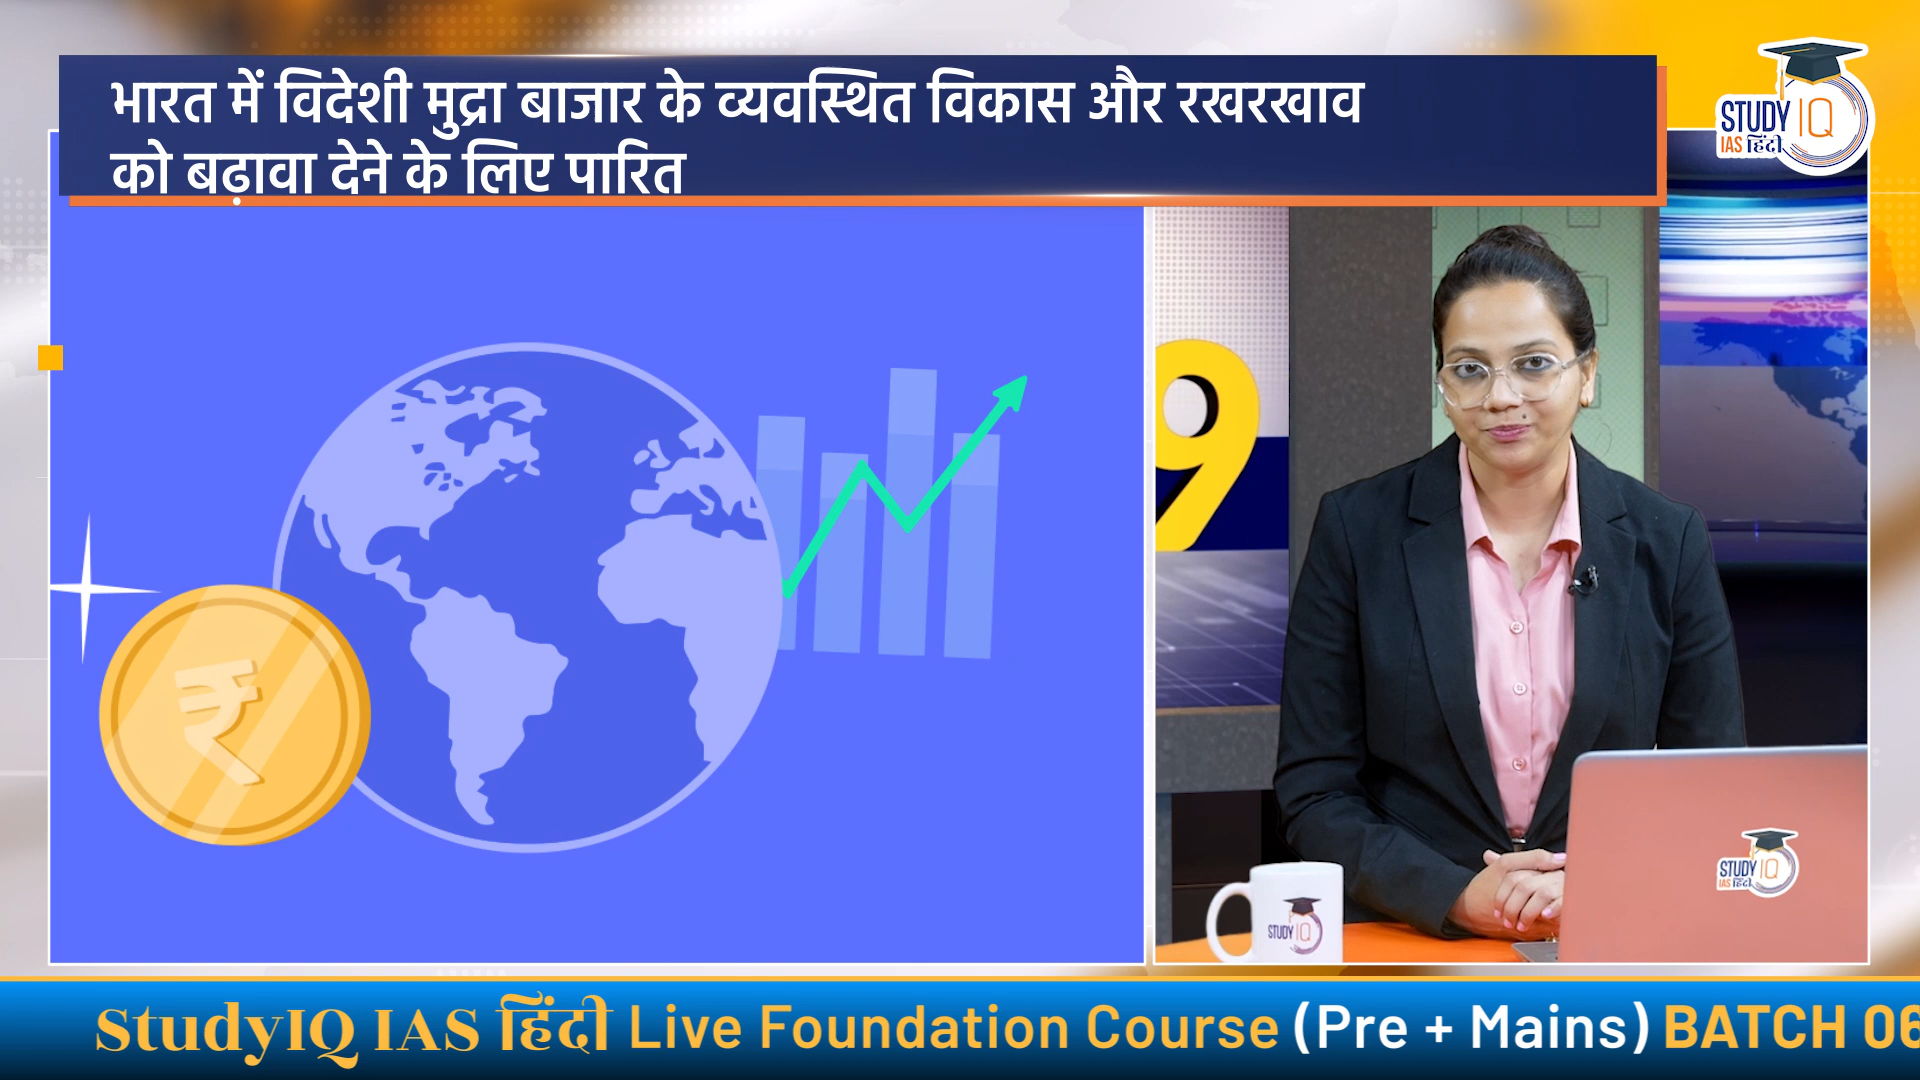 भारत में विदेशी मुद्रा बाजार के व्यवस्थित विकास और रखरखाव
को बढ़ावा देने के लिए पारित
STUDY IQ
IAS हिंदी
9
₹
STUDY IQ
IAS हिंदी
STUDY IQ
StudyIQ IAS हिंदी Live Foundation Course (Pre + Mains) BATCH 06